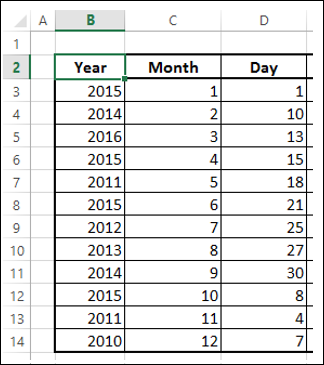 A B C D
1
2 Year Month Day
3 2015 1 1
4 2014 2 10
5 2016 3 13
6 2015 4 15
7 2011 5 18
8 2015 6 21
9 2012 7 25
10 2013 8 27
11 2014 9 30
12 2015 10 8
13 2011 11 4
14 2010 12 7